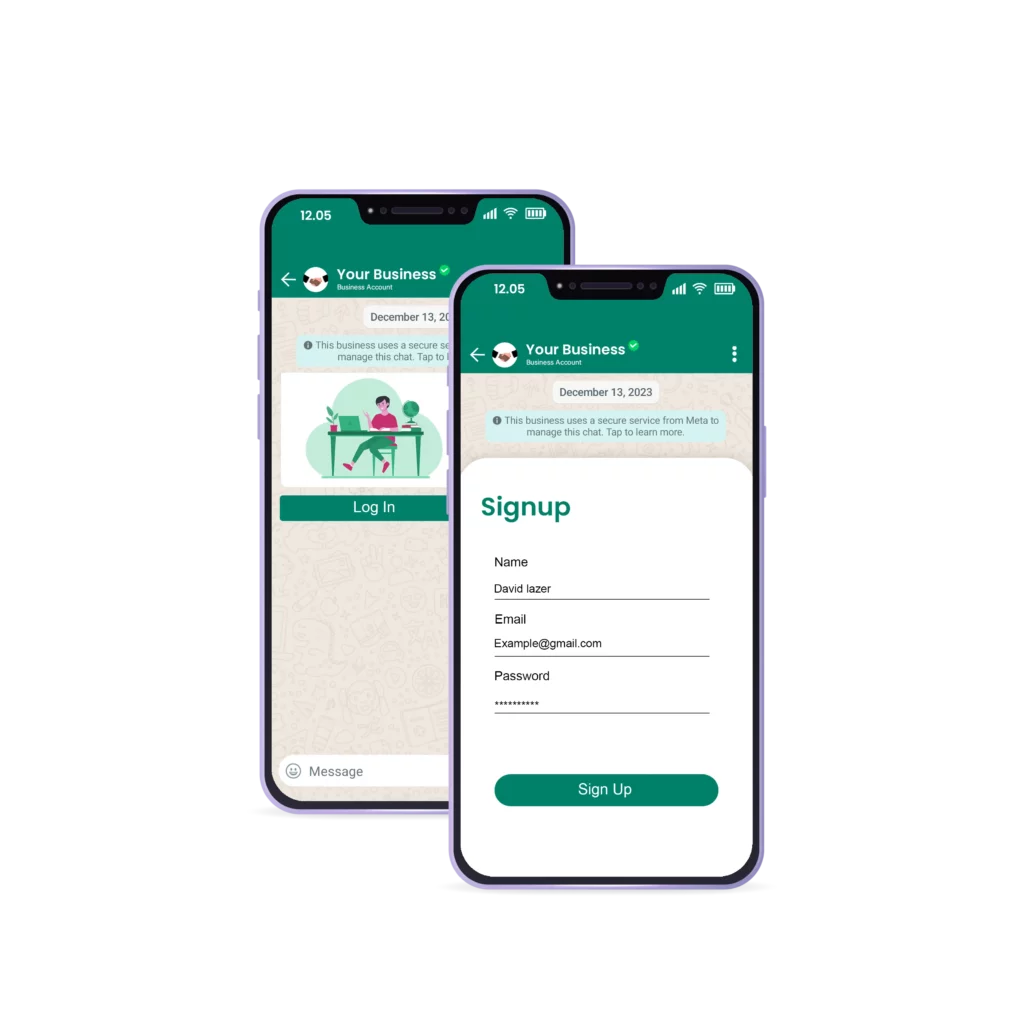 12.05
Your Business
Business Account
December 13, 20
This business uses a secure se
manage this chat. Tap to l
Log In
Message
12.05
Your Business
Business Account
December 13, 2023
This business uses a secure service from Meta to
manage this chat. Tap to learn more.
Signup
Name
David lazer
Email
Example@gmail.com
Password
**********
Sign Up